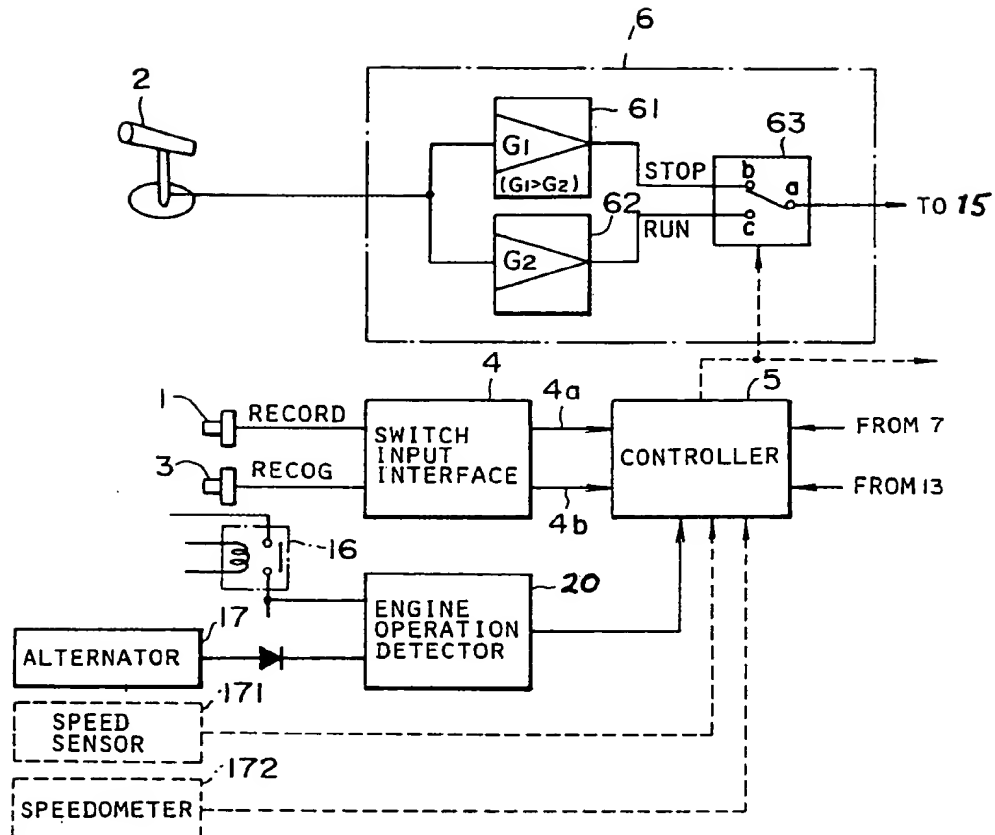 6
2
61
63
G1
(G1>G2)
STOP
b
a
c
TO 15
62
RUN
G2
4
5
1
RECORD
4a
SWITCH
INPUT
INTERFACE
CONTROLLER
FROM 7
3
RECOG
4b
FROM 13
16
20
17
ENGINE
OPERATION
DETECTOR
ALTERNATOR
171
SPEED
SENSOR
172
SPEEDOMETER